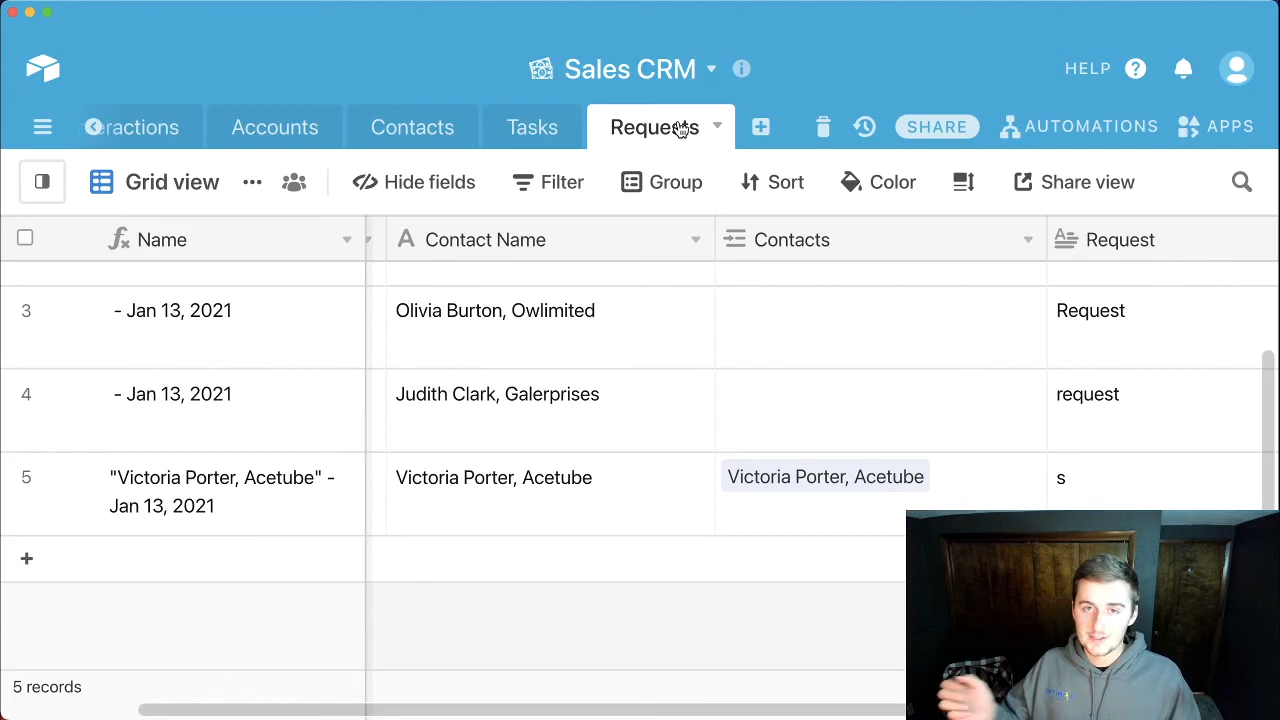 Sales CRM
HELP
eractions
Accounts
Contacts
Tasks
Requests
SHARE
AUTOMATIONS
APPS
Grid view
Hide fields
Filter
Group
Sort
Color
Share view
Name
Contact Name
Contacts
Request
3
- Jan 13, 2021
Olivia Burton, Owlimited
Request
4
- Jan 13, 2021
Judith Clark, Galerprises
request
5
"Victoria Porter, Acetube" -
Jan 13, 2021
Victoria Porter, Acetube
Victoria Porter, Acetube
s
5 records